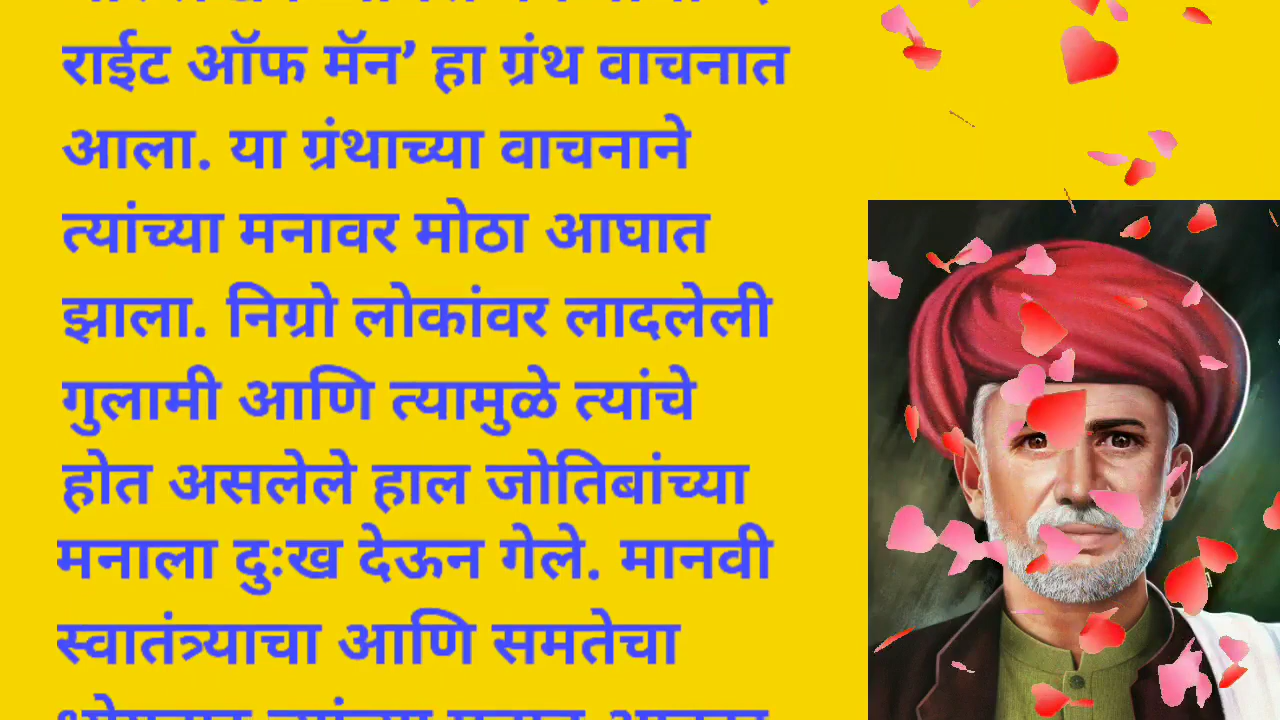 राईट ऑफ मॅन’ हा ग्रंथ वाचनात
आला. या ग्रंथाच्या वाचनाने
त्यांच्या मनावर मोठा आघात
झाला. निग्रो लोकांवर लादलेली
गुलामी आणि त्यामुळे त्यांचे
होत असलेले हाल जोतिबांच्या
मनाला दुःख देऊन गेले. मानवी
स्वातंत्र्याचा आणि समतेचा